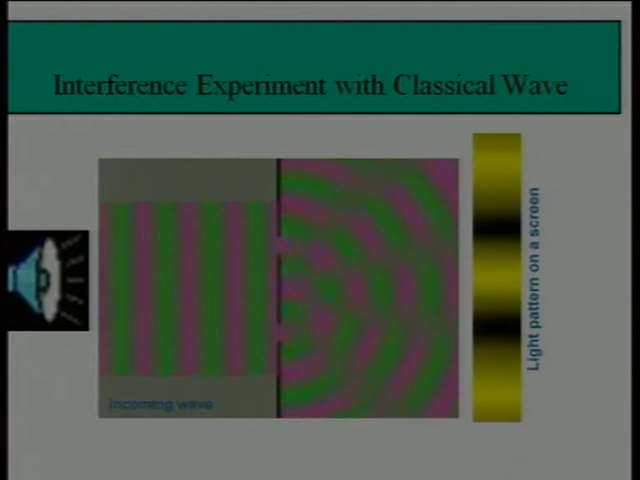 Interference Experiment with Classical Wave
Incoming wave
Light pattern on a screen